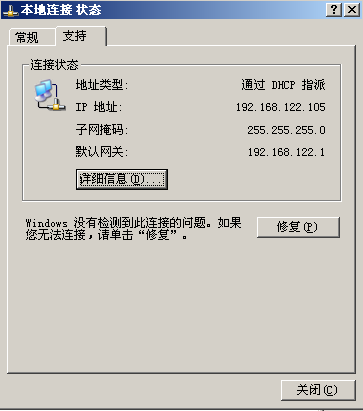 本地连接 状态
常规 支持
连接状态
地址类型: 通过 DHCP 指派
IP 地址: 192.168.122.105
子网掩码: 255.255.255.0
默认网关: 192.168.122.1
详细信息(D)...
Windows 没有检测到此连接的问题。如果
您无法连接，请单击“修复”。
修复(P)
关闭(C)